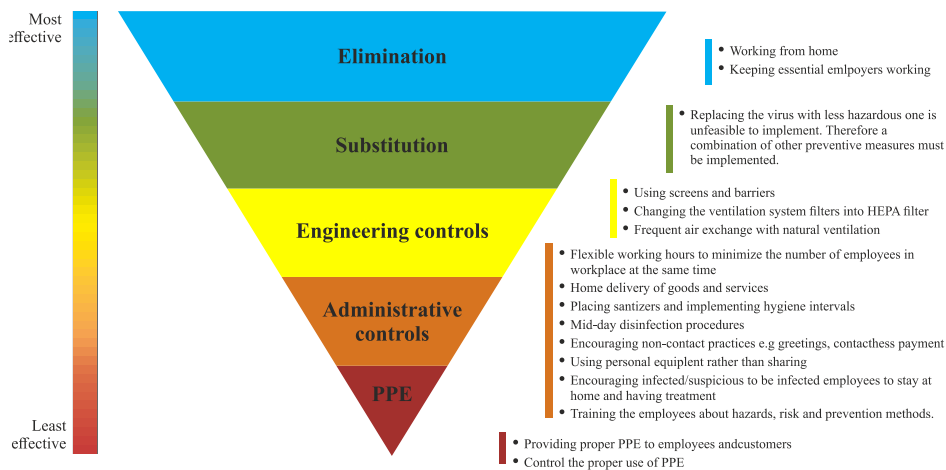 Most
effective
Elimination
• Working from home
• Keeping essential emlpoyers working
Substitution
• Replacing the virus with less hazardous one is
unfeasible to implement. Therefore a
combination of other preventive measures must
be implemented.
Engineering controls
• Using screens and barriers
• Changing the ventilation system filters into HEPA filter
• Frequent air exchange with natural ventilation
Administrative
controls
• Flexible working hours to minimize the number of employees in
workplace at the same time
• Home delivery of goods and services
• Placing santizers and implementing hygiene intervals
• Mid-day disinfection procedures
• Encouraging non-contact practices e.g greetings, contacthess payment
• Using personal equiplent rather than sharing
• Encouraging infected/suspicious to be infected employees to stay at
home and having treatment
• Training the employees about hazards, risk and prevention methods.
PPE
• Providing proper PPE to employees andcustomers
• Control the proper use of PPE
Least
effective